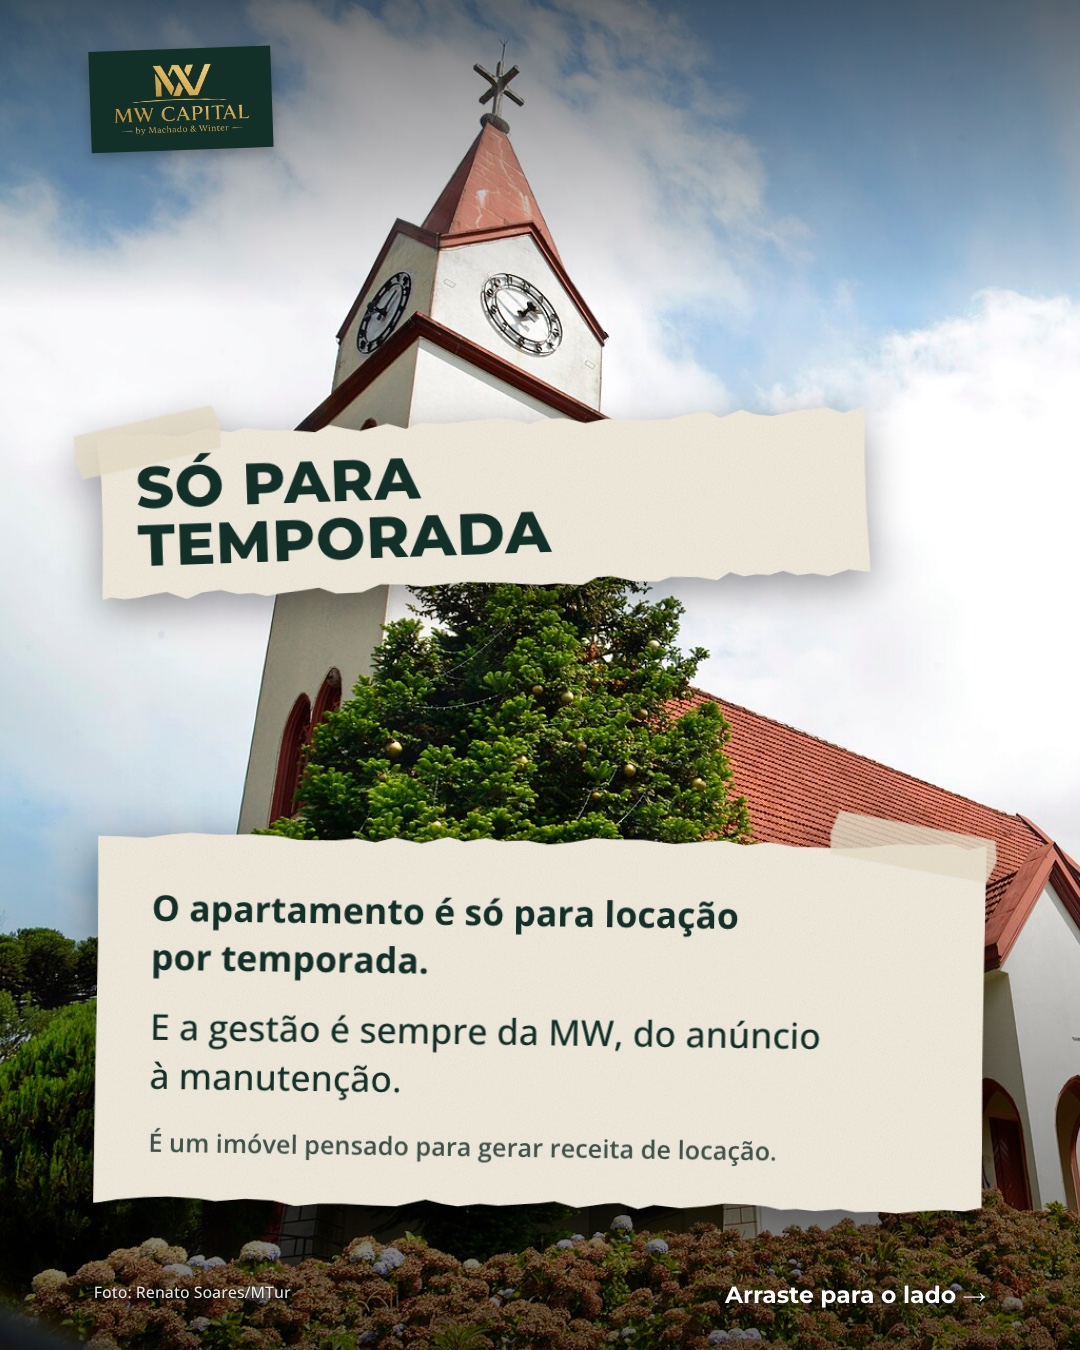 MW CAPITAL
by Machado & Winter
SÓ PARA
TEMPORADA
O apartamento é só para locação
por temporada.
E a gestão é sempre da MW, do anúncio
à manutenção.
É um imóvel pensado para gerar receita de locação.
Foto: Renato Soares/MTur
Arraste para o lado →